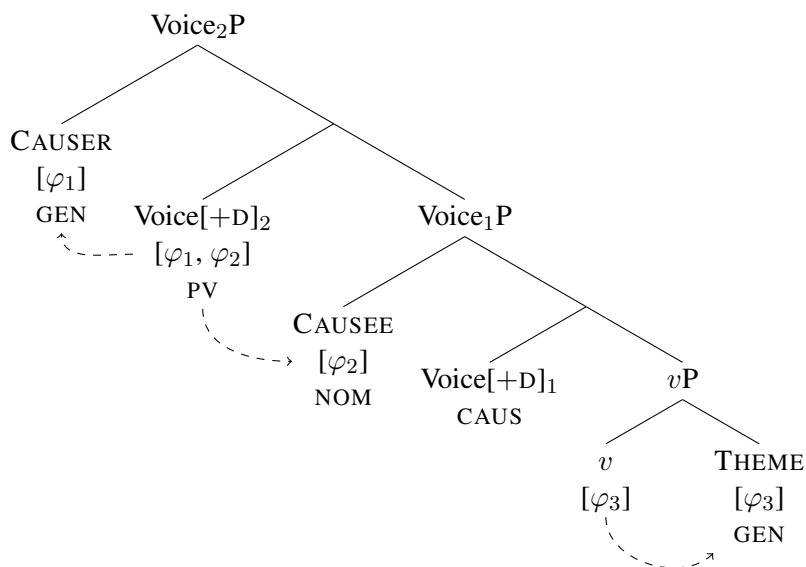 Voice₂P
CAUSER
[φ₁]
GEN
Voice[+D]₂
[φ₁, φ₂]
PV
Voice₁P
CAUSEE
[φ₂]
NOM
Voice[+D]₁
CAUS
vP
v
[φ₃]
THEME
[φ₃]
GEN